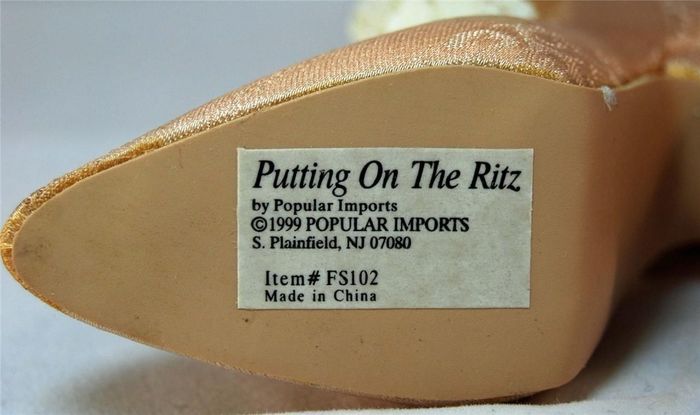 Putting On The Ritz
by Popular Imports
©1999 POPULAR IMPORTS
S. Plainfield, NJ 07080
Item# FS102
Made in China